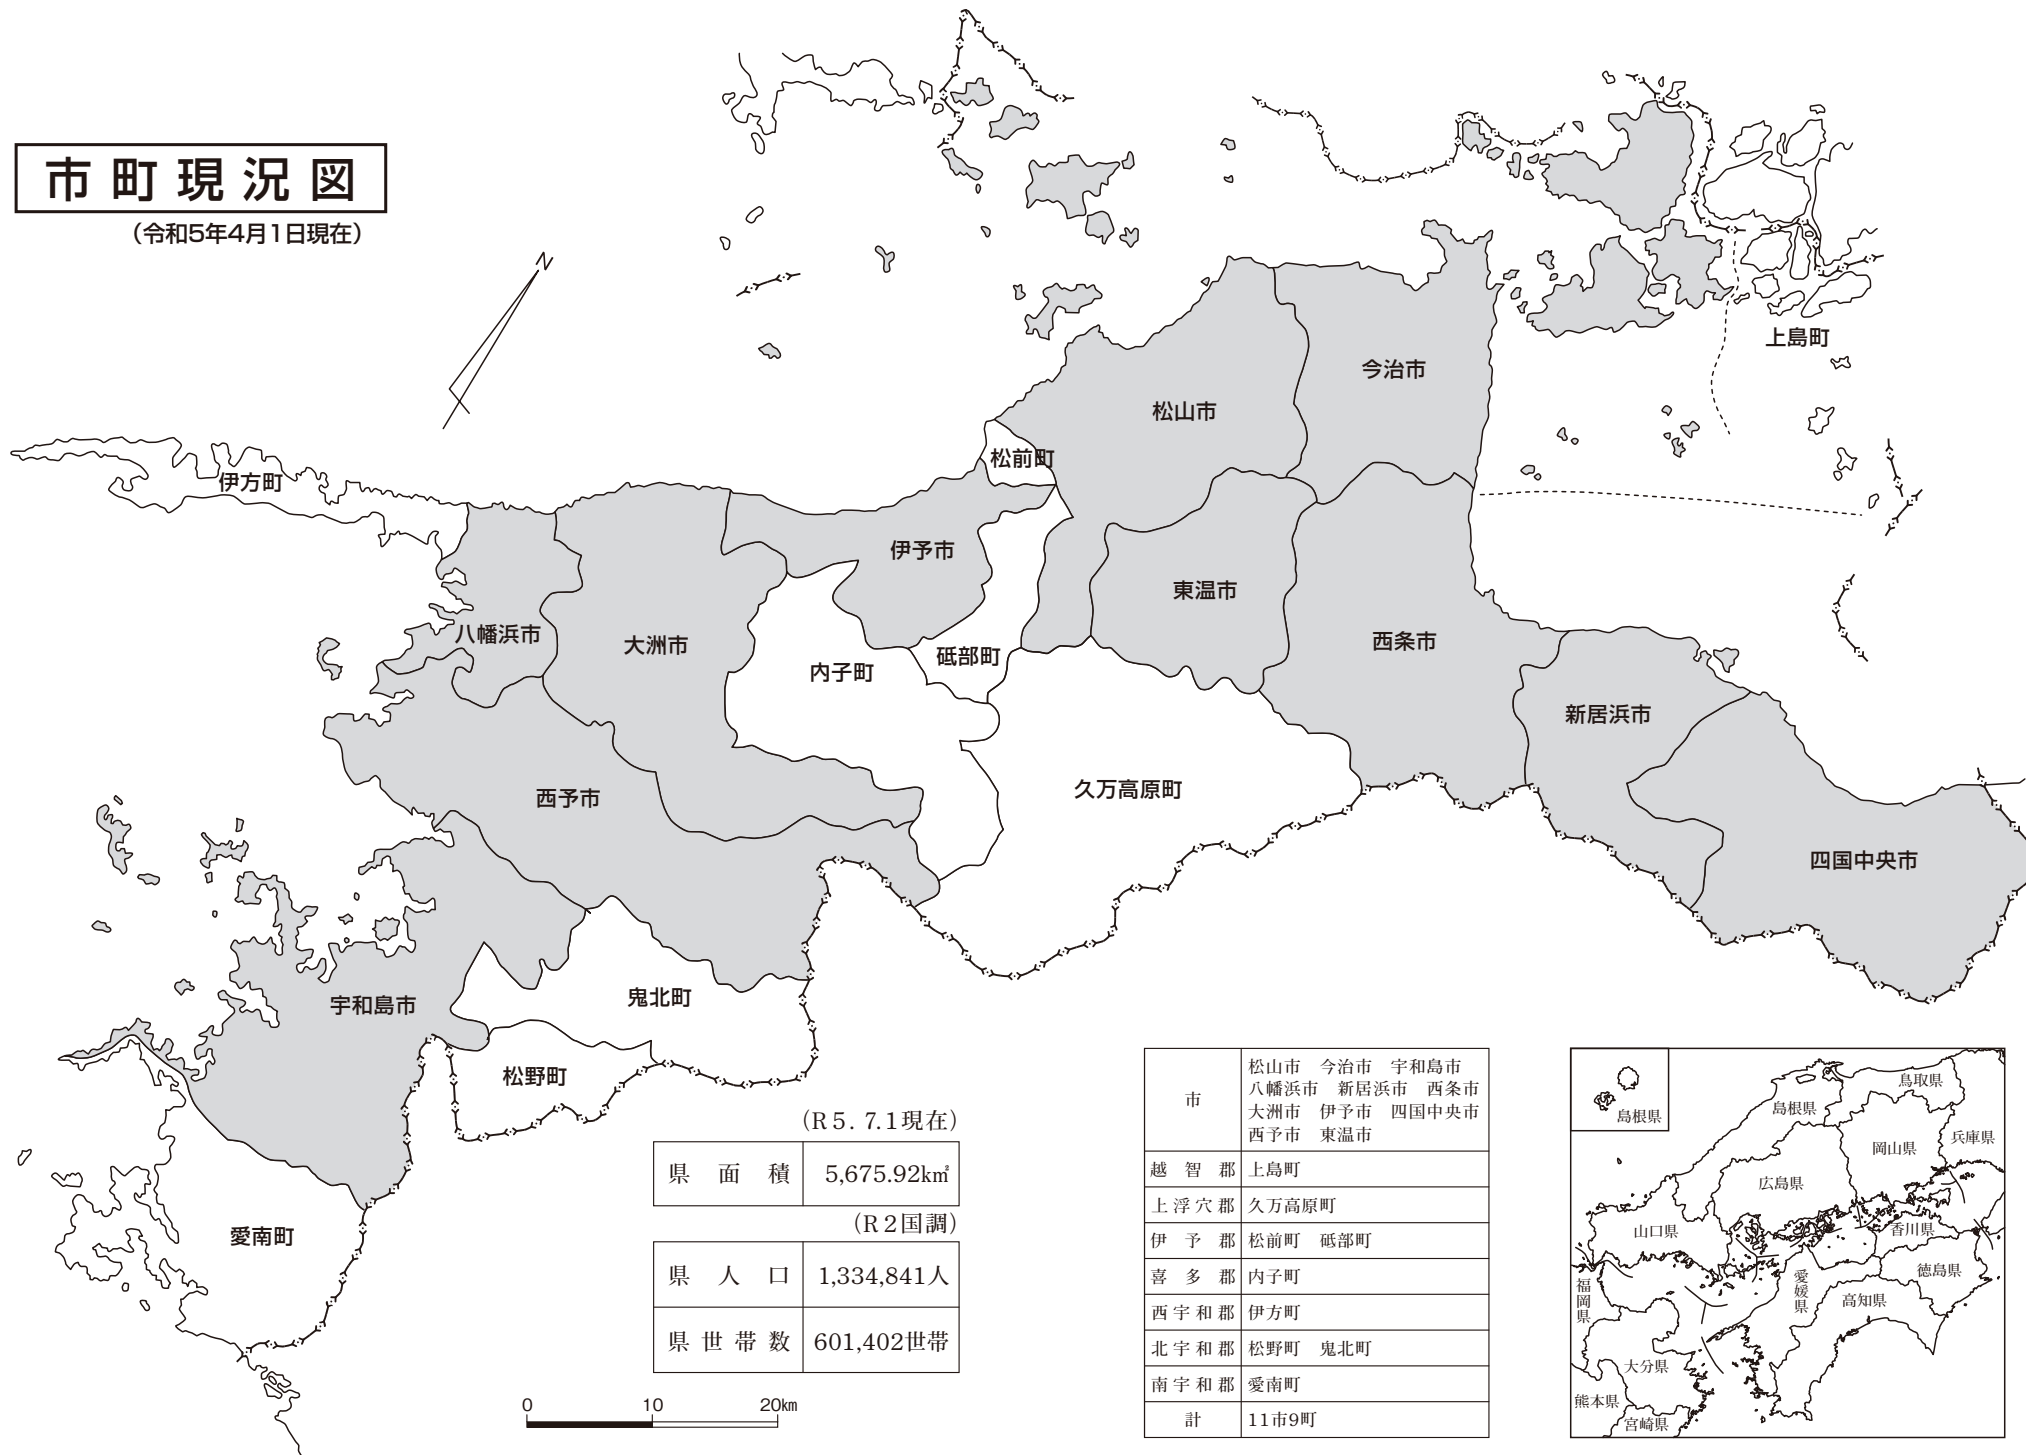 市町現況図
（令和5年4月1日現在）
N
上島町
今治市
松山市
松前町
伊方町
伊予市
東温市
八幡浜市
大洲市
西条市
砥部町
内子町
新居浜市
久万高原町
西予市
四国中央市
鬼北町
宇和島市
松野町
愛南町
(R5.7.1現在)
県面積 5,675.92k㎡
(R2国調)
県人口 1,334,841人
県世帯数 601,402世帯
0 10 20㎞
市
松山市 今治市 宇和島市
八幡浜市 新居浜市 西条市
大洲市 伊予市 四国中央市
西予市 東温市
越智郡 上島町
上浮穴郡 久万高原町
伊予郡 松前町 砥部町
喜多郡 内子町
西宇和郡 伊方町
北宇和郡 松野町 鬼北町
南宇和郡 愛南町
計 11市9町
島根県
鳥取県
島根県
兵庫県
岡山県
広島県
山口県
香川県
徳島県
愛媛県
高知県
福岡県
大分県
熊本県
宮崎県